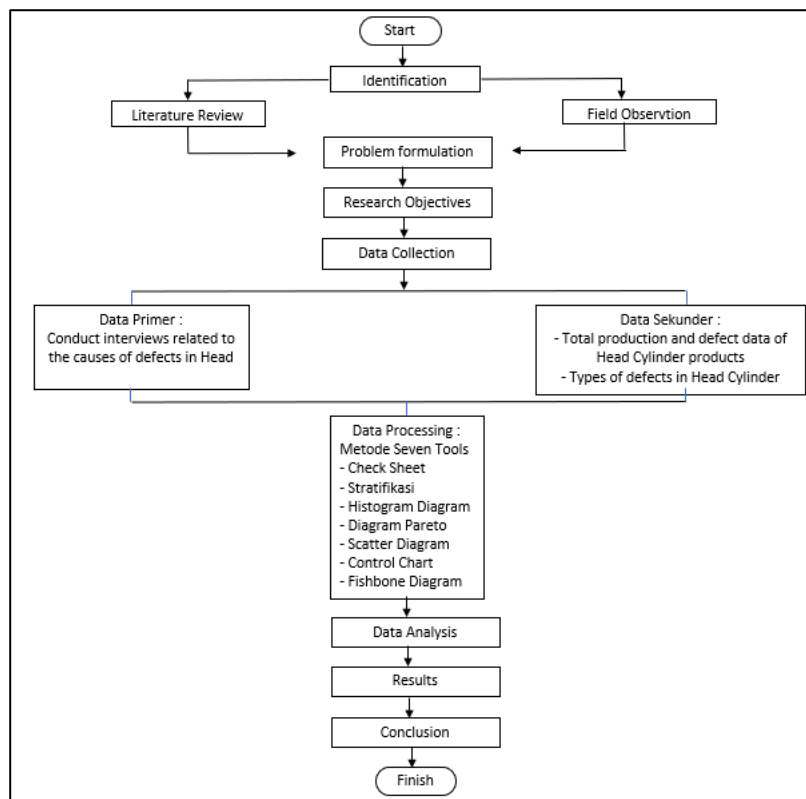 Start
Identification
Literature Review
Field Observtion
Problem formulation
Research Objectives
Data Collection
Data Primer :
Conduct interviews related to
the causes of defects in Head
Data Sekunder :
- Total production and defect data of
Head Cylinder products
- Types of defects in Head Cylinder
Data Processing :
Metode Seven Tools
- Check Sheet
- Stratifikasi
- Histogram Diagram
- Diagram Pareto
- Scatter Diagram
- Control Chart
- Fishbone Diagram
Data Analysis
Results
Conclusion
Finish